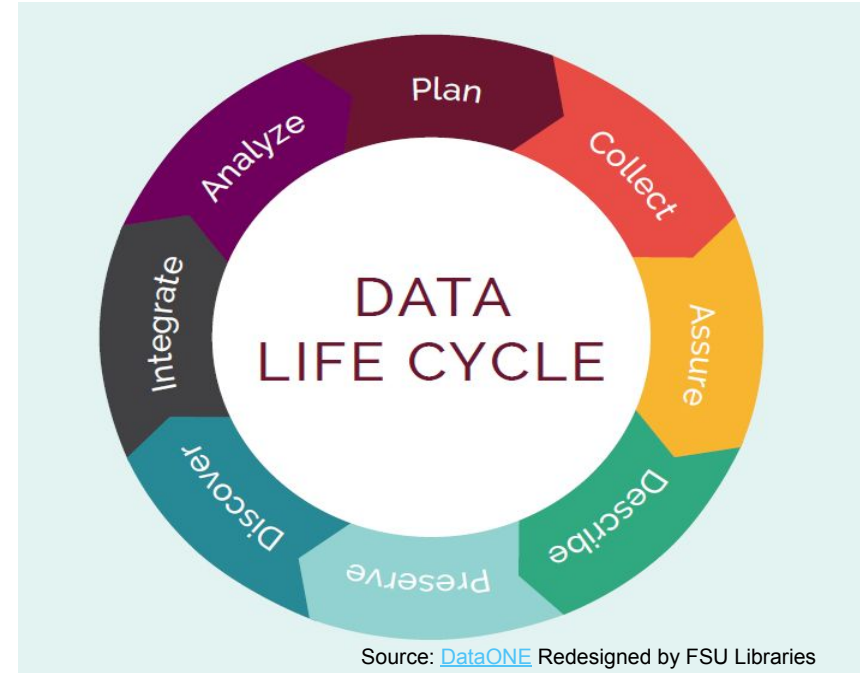 Plan
Collect
Assure
Describe
Preserve
Discover
Integrate
Analyze
DATA
LIFE CYCLE
Source: DataONE Redesigned by FSU Libraries